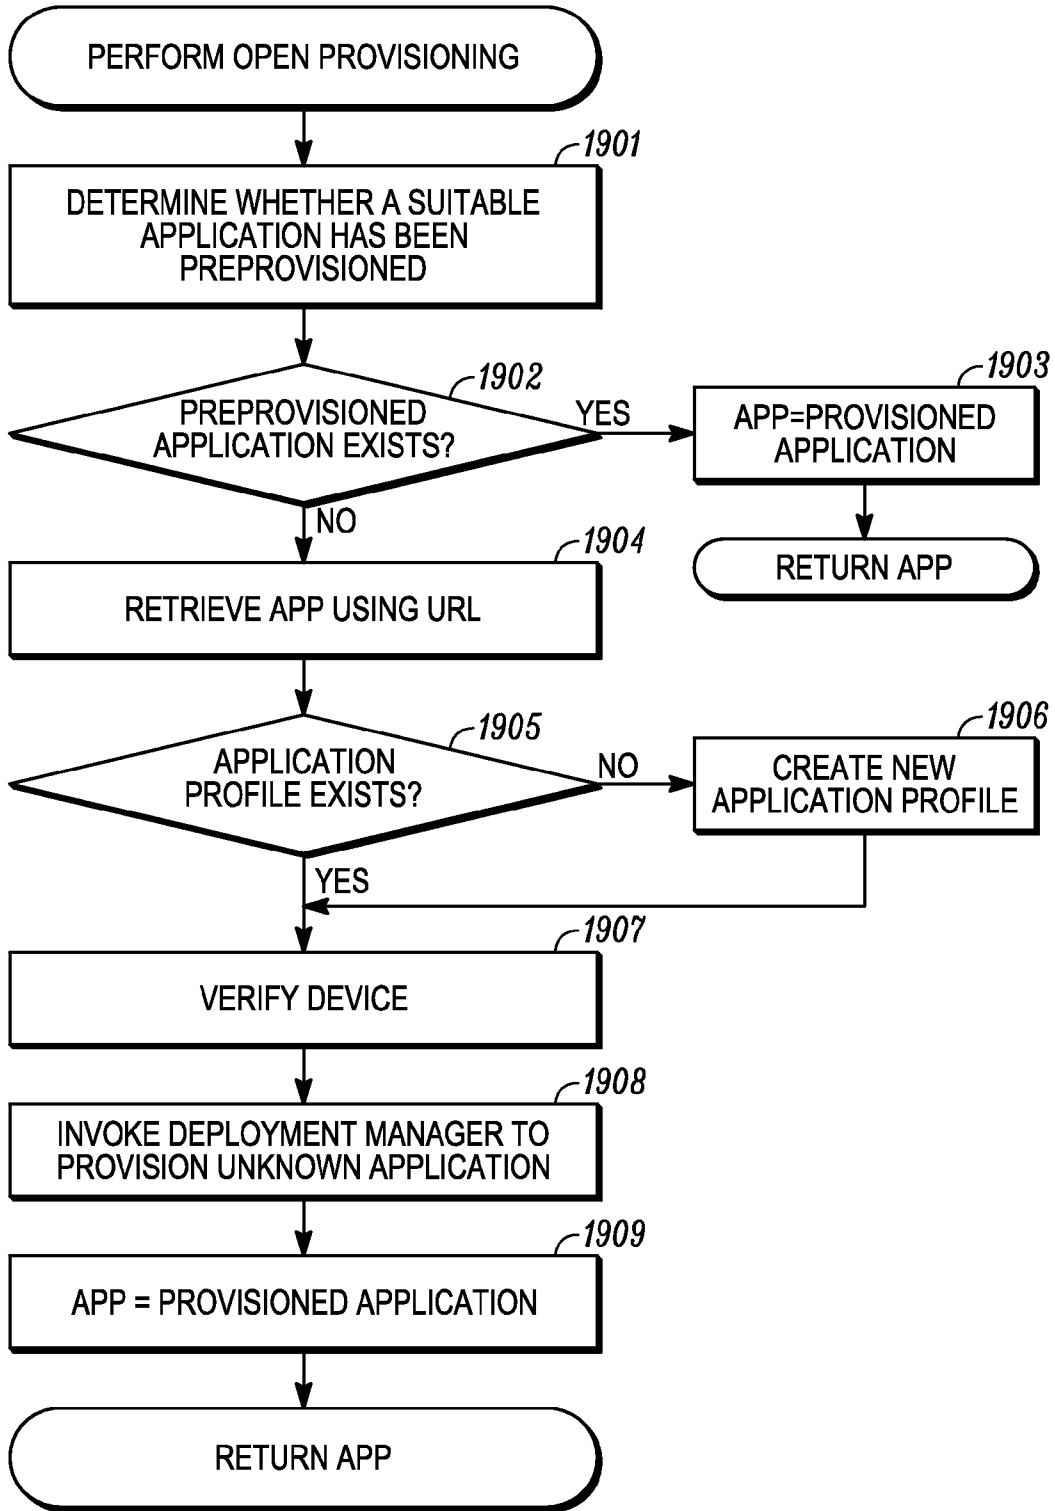 PERFORM OPEN PROVISIONING
1901
DETERMINE WHETHER A SUITABLE
APPLICATION HAS BEEN
PREPROVISIONED
1902
PREPROVISIONED
APPLICATION EXISTS?
YES
1903
APP=PROVISIONED
APPLICATION
RETURN APP
NO
1904
RETRIEVE APP USING URL
1905
APPLICATION
PROFILE EXISTS?
NO
1906
CREATE NEW
APPLICATION PROFILE
YES
1907
VERIFY DEVICE
1908
INVOKE DEPLOYMENT MANAGER TO
PROVISION UNKNOWN APPLICATION
1909
APP = PROVISIONED APPLICATION
RETURN APP